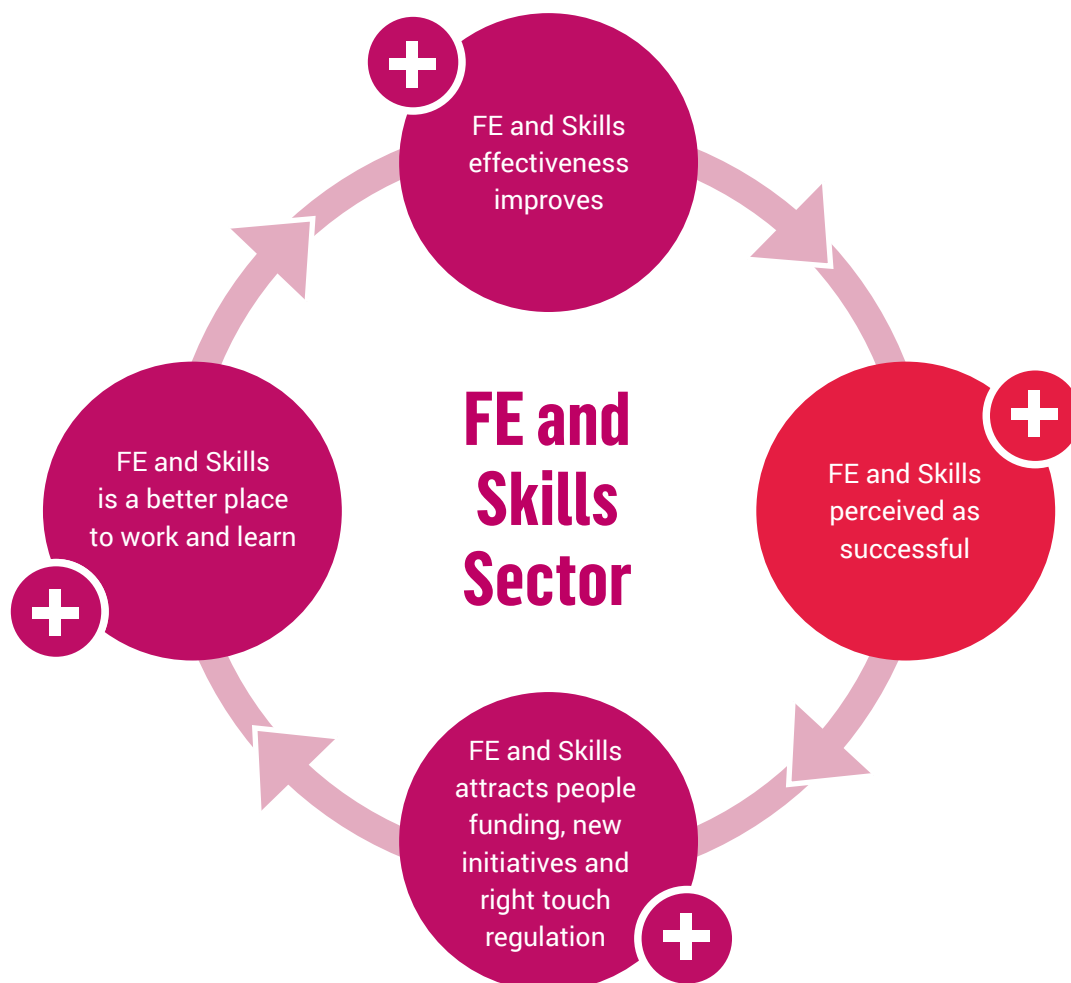 FE and Skills
effectiveness
improves
FE and Skills
perceived as
successful
FE and Skills
attracts people
funding, new
initiatives and
right touch
regulation
FE and Skills
is a better place
to work and learn
FE and
Skills
Sector